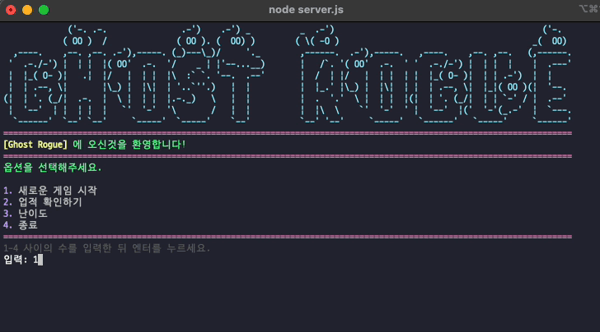 node server.js
GHOST ROGUE
[Ghost Rogue] 에 오신것을 환영합니다!
옵션을 선택해주세요.
1. 새로운 게임 시작
2. 업적 확인하기
3. 난이도
4. 종료
1-4 사이의 수를 입력한 뒤 엔터를 누르세요.
입력: 1